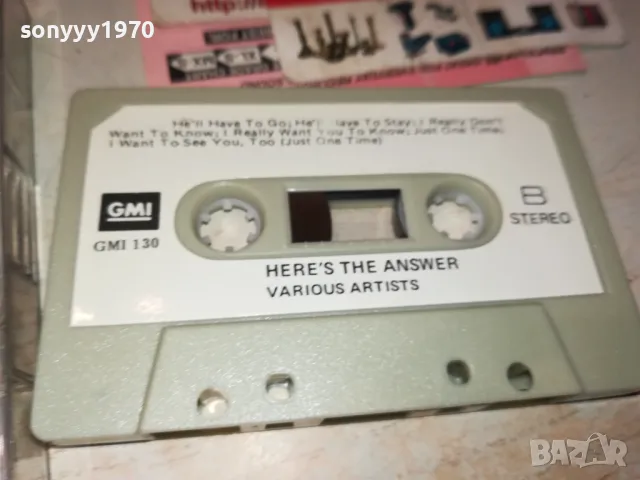 sonyyy1970
http://
He'll Have To Go; He'll Have To Stay; I Really Don't
Want To Know; I Really Want You To Know; Just One Time;
I Want To See You, Too (Just One Time)
GMI
GMI 130
B
STEREO
HERE'S THE ANSWER
VARIOUS ARTISTS
BAZAR